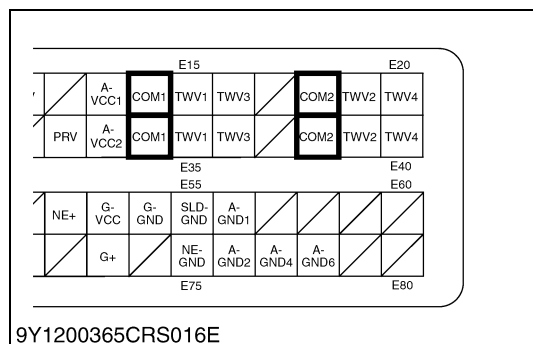 E15 E20
A-VCC1 COM1 TWV1 TWV3 COM2 TWV2 TWV4
PRV A-VCC2 COM1 TWV1 TWV3 COM2 TWV2 TWV4
E35 E40
E55 E60
NE+ G-VCC G-GND SLD-GND A-GND1
G+ NE-GND A-GND2 A-GND4 A-GND6
E75 E80
9Y1200365CRS016E